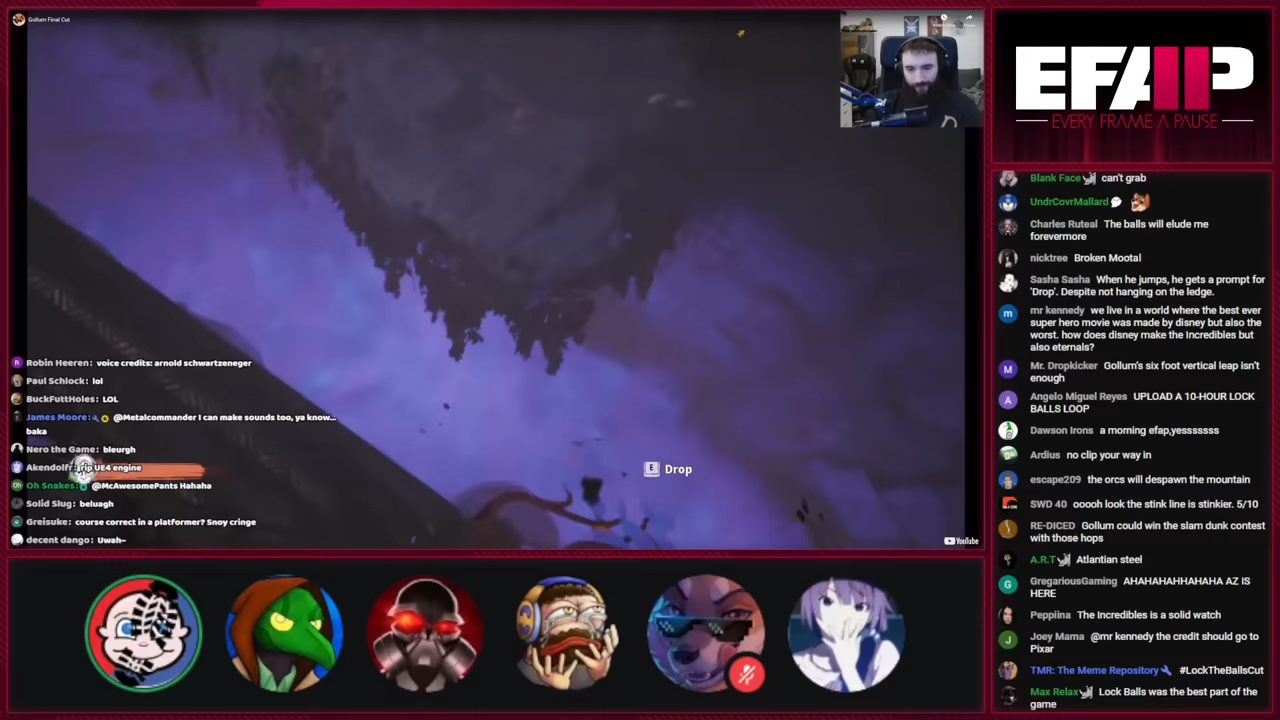 Gollum Final Cut
EFAP
EVERY FRAME A PAUSE
Robin Heeren: voice credits: arnold schwartzeneger
Paul Schlock: lol
BuckFuttHoles: LOL
James Moore: @Metalcommander I can make sounds too, ya know...
baka
Nero the Game: bleurgh
Akendolfr: rip UE4 engine
Oh Snakes: @McAwesomePants Hahaha
Solid Slug: beluagh
Greisuke: course correct in a platformer? Snoy cringe
decent dango: Uwah~
E Drop
YouTube
Blank Face can't grab
UndrCovrMallard
Charles Ruteal The balls will elude me
forevermore
nicktree Broken Mootal
Sasha Sasha When he jumps, he gets a prompt for
'Drop'. Despite not hanging on the ledge.
m
mr kennedy we live in a world where the best ever
super hero movie was made by disney but also the
worst. how does disney make the Incredibles but
also eternals?
M
Mr. Dropkicker Gollum's six foot vertical leap isn't
enough
A
Angelo Miguel Reyes UPLOAD A 10-HOUR LOCK
BALLS LOOP
Dawson Irons a morning efap,yesssssss
Ardius no clip your way in
escape209 the orcs will despawn the mountain
SWD 40 ooooh look the stink line is stinkier. 5/10
RE-DICED Gollum could win the slam dunk contest
with those hops
A.R.T Atlantian steel
G
GregariousGaming AHAHAHAHHAHAHA AZ IS
HERE
Peppiina The Incredibles is a solid watch
J
Joey Mama @mr kennedy the credit should go to
Pixar
TMR: The Meme Repository #LockTheBallsCut
Max Relax Lock Balls was the best part of the
game